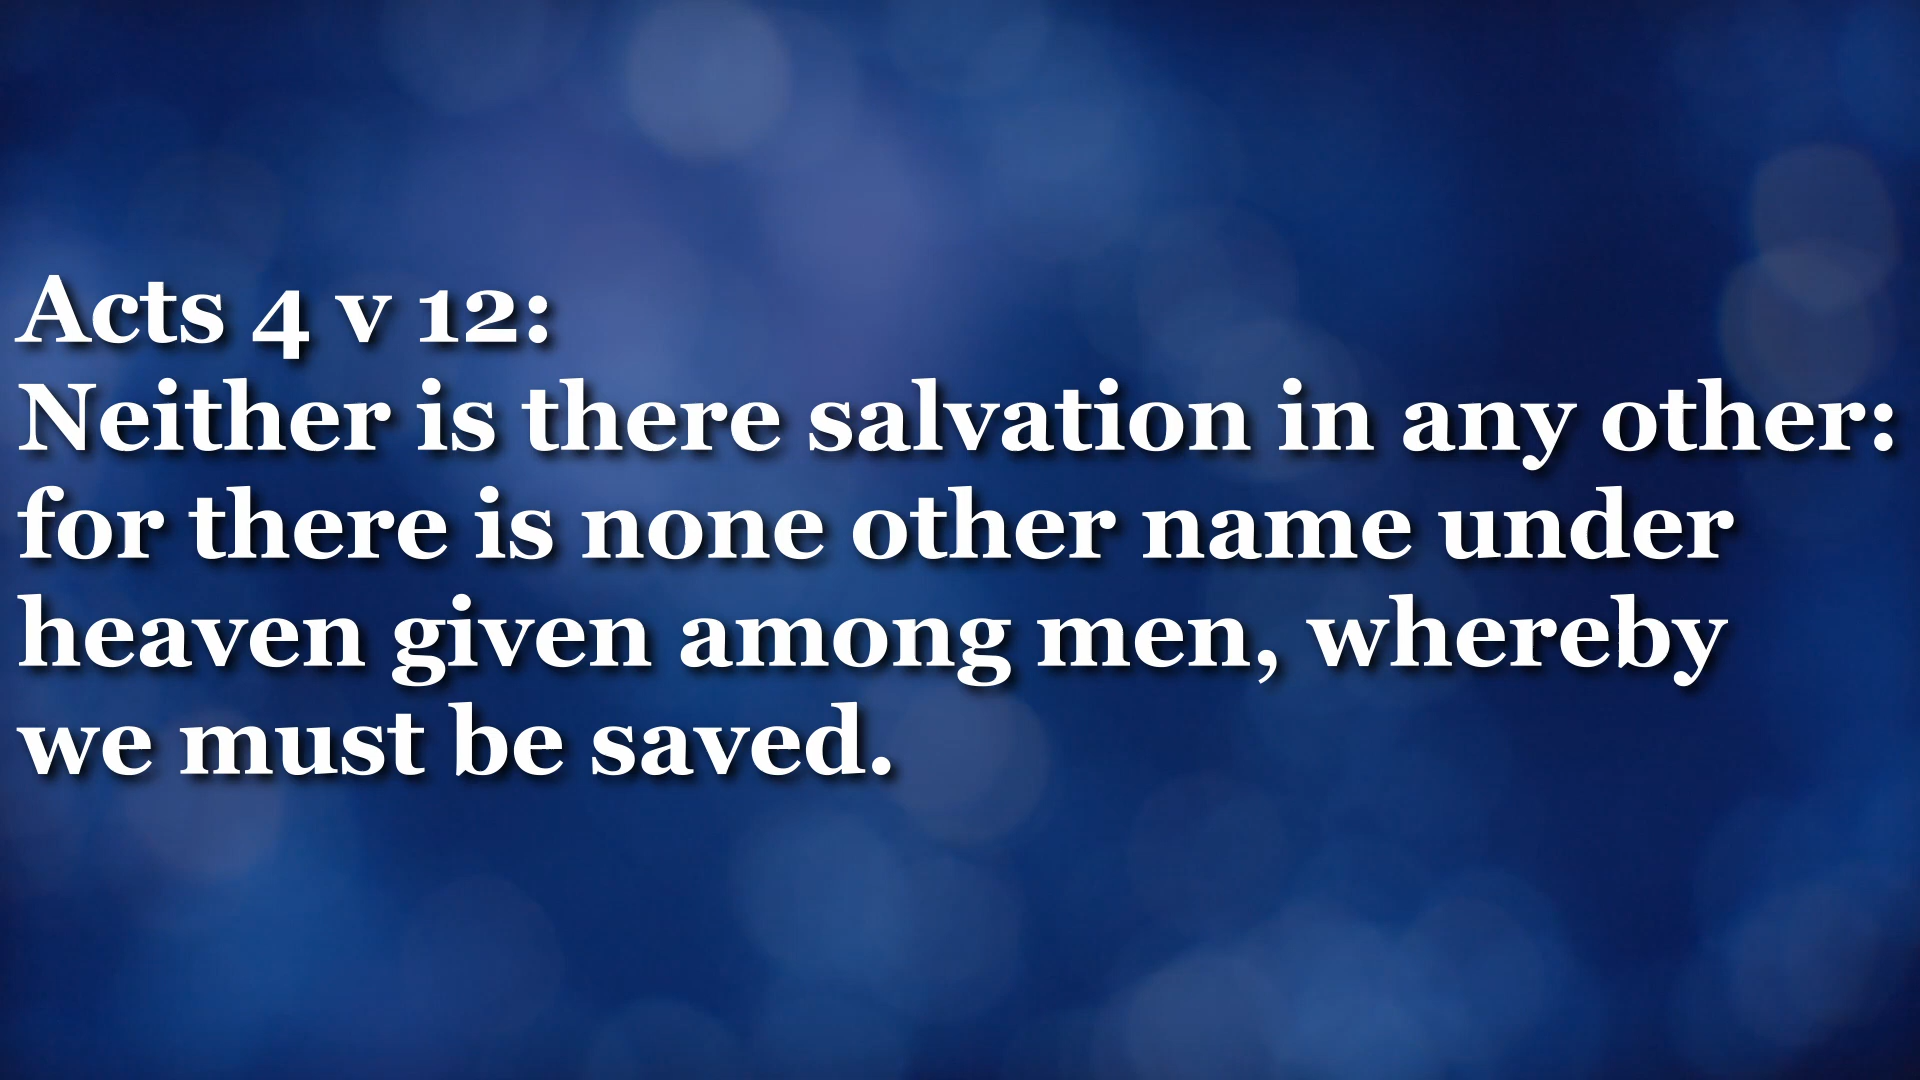 Acts 4 v 12:
Neither is there salvation in any other:
for there is none other name under
heaven given among men, whereby
we must be saved.